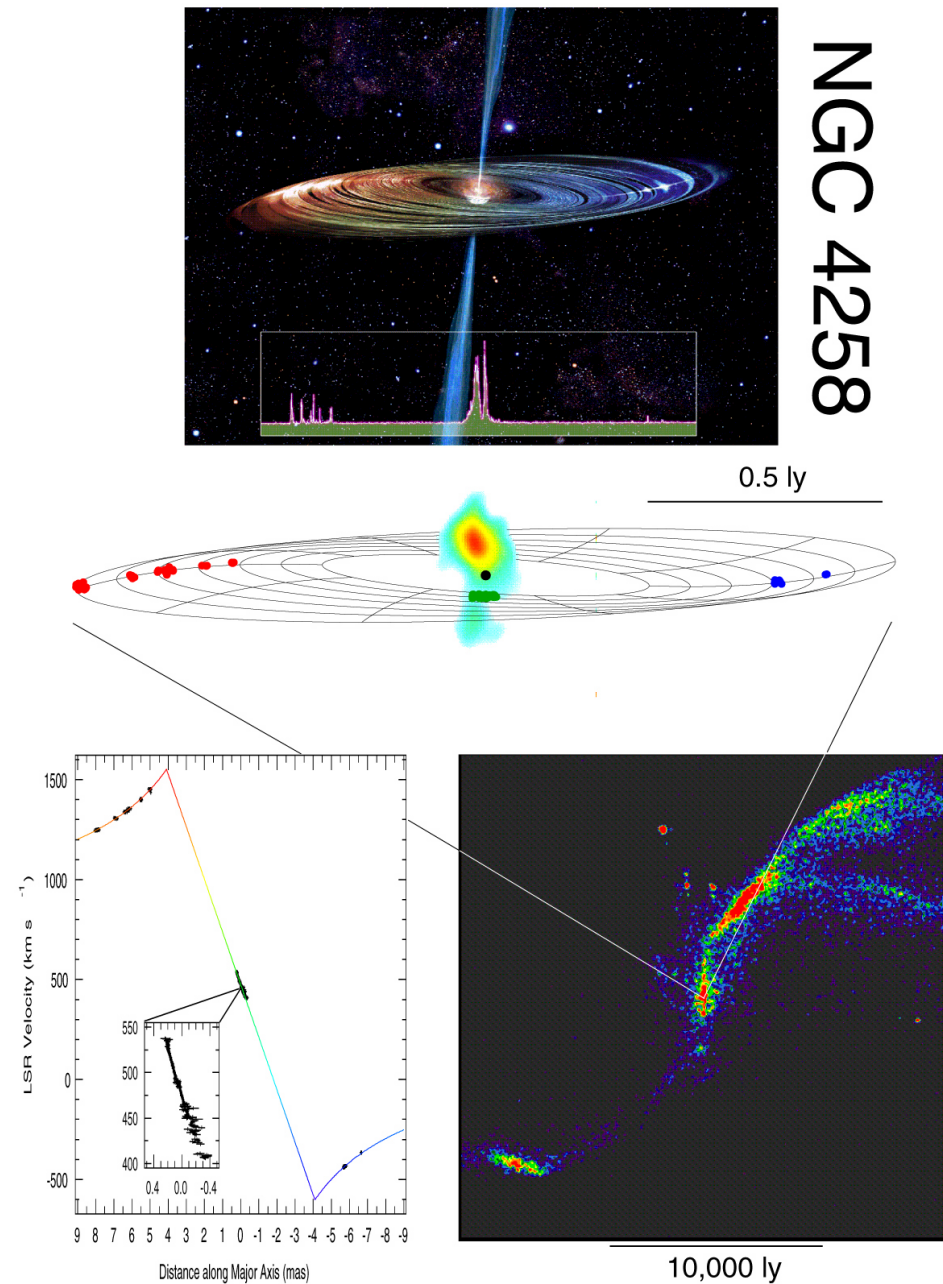 NGC 4258
0.5 ly
1500
1000
500
0
-500
LSR Velocity (km s -1)
550
500
450
400
0.4 0.0 -0.4
9 8 7 6 5 4 3 2 1 0 -1 -2 -3 -4 -5 -6 -7 -8 -9
Distance along Major Axis (mas)
10,000 ly